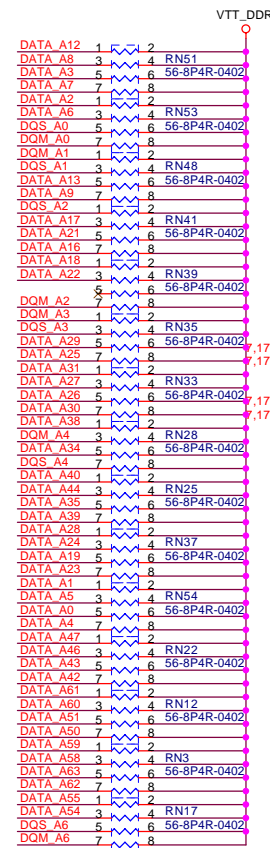 VTT_DDR
DATA_A12 1 2
DATA_A8 3 4 RN51
DATA_A3 5 6 56-8P4R-0402
DATA_A7 7 8
DATA_A2 1 2
DATA_A6 3 4 RN53
DQS_A0 5 6 56-8P4R-0402
DQM_A0 7 8
DQM_A1 1 2
DQS_A1 3 4 RN48
DATA_A13 5 6 56-8P4R-0402
DATA_A9 7 8
DQS_A2 1 2
DATA_A17 3 4 RN41
DATA_A21 5 6 56-8P4R-0402
DATA_A16 7 8
DATA_A18 1 2
DATA_A22 3 4 RN39
5 6 56-8P4R-0402
DQM_A2 7 8
DQM_A3 1 2
DQS_A3 3 4 RN35
DATA_A29 5 6 56-8P4R-0402 7,17
DATA_A25 7 8 7,17
DATA_A31 1 2
DATA_A27 3 4 RN33
DATA_A26 5 6 56-8P4R-0402 7,17
DATA_A30 7 8 7,17
DATA_A38 1 2
DQM_A4 3 4 RN28
DATA_A34 5 6 56-8P4R-0402
DQS_A4 7 8
DATA_A40 1 2
DATA_A44 3 4 RN25
DATA_A35 5 6 56-8P4R-0402
DATA_A39 7 8
DATA_A28 1 2
DATA_A24 3 4 RN37
DATA_A19 5 6 56-8P4R-0402
DATA_A23 7 8
DATA_A1 1 2
DATA_A5 3 4 RN54
DATA_A0 5 6 56-8P4R-0402
DATA_A4 7 8
DATA_A47 1 2
DATA_A46 3 4 RN22
DATA_A43 5 6 56-8P4R-0402
DATA_A42 7 8
DATA_A61 1 2
DATA_A60 3 4 RN12
DATA_A51 5 6 56-8P4R-0402
DATA_A50 7 8
DATA_A59 1 2
DATA_A58 3 4 RN3
DATA_A63 5 6 56-8P4R-0402
DATA_A62 7 8
DATA_A55 1 2
DATA_A54 3 4 RN17
DQS_A6 5 6 56-8P4R-0402
DQM_A6 7 8